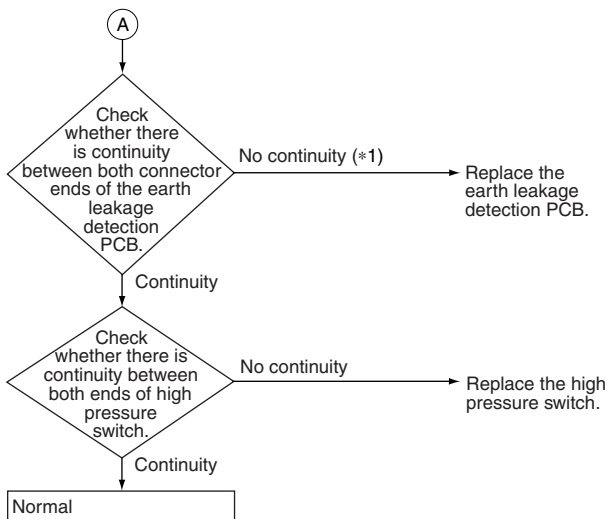 A
Check
whether there
is continuity
between both connector
ends of the earth
leakage
detection
PCB.
No continuity (*1)
Replace the
earth leakage
detection PCB.
Continuity
Check
whether there is
continuity between
both ends of high
pressure
switch.
No continuity
Replace the high
pressure switch.
Continuity
Normal